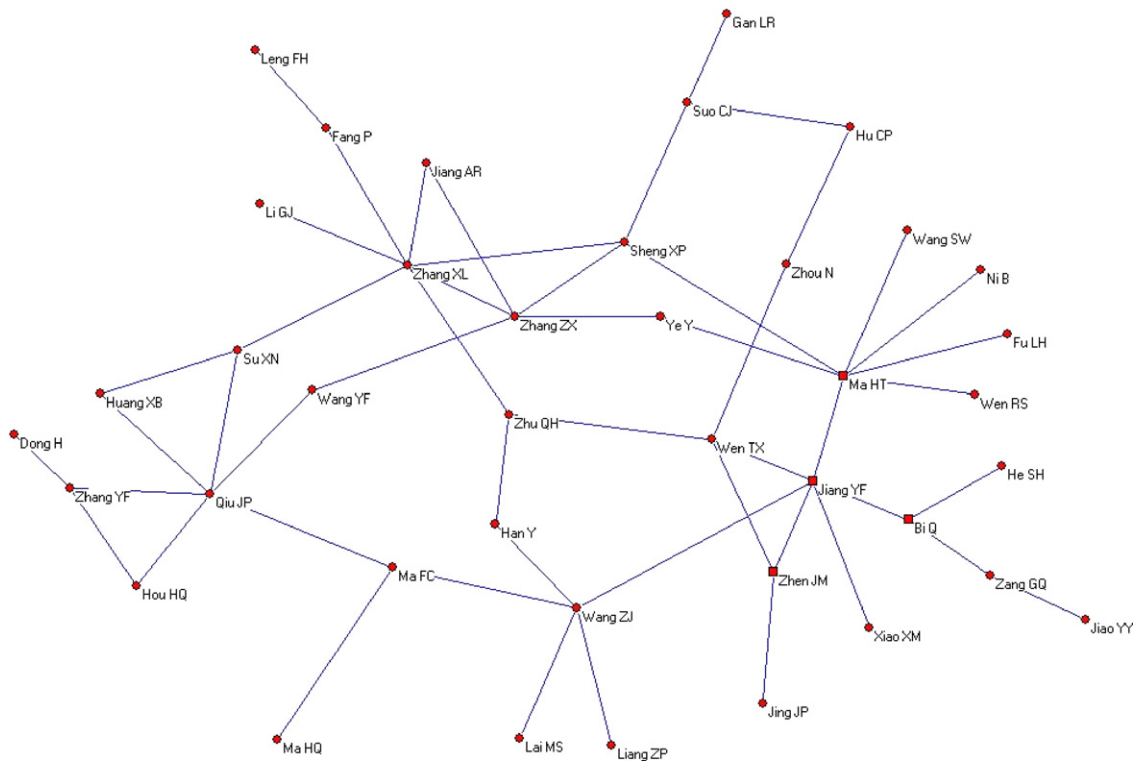 Gan LR
Leng FH
Suo CJ
Fang P
Hu CP
Jiang AR
Li GJ
Wang SW
Sheng XP
Zhang XL
Zhou N
Ni B
Zhang ZX
Ye Y
Fu LH
Su XN
Ma HT
Huang XB
Wang YF
Wen RS
Zhu QH
Dong H
Wen TX
He SH
Zhang YF
Qiu JP
Jiang YF
Han Y
Bi Q
Ma FC
Hou HQ
Zhen JM
Zang GQ
Wang ZJ
Xiao XM
Jiao YY
Jing JP
Ma HQ
Lai MS
Liang ZP